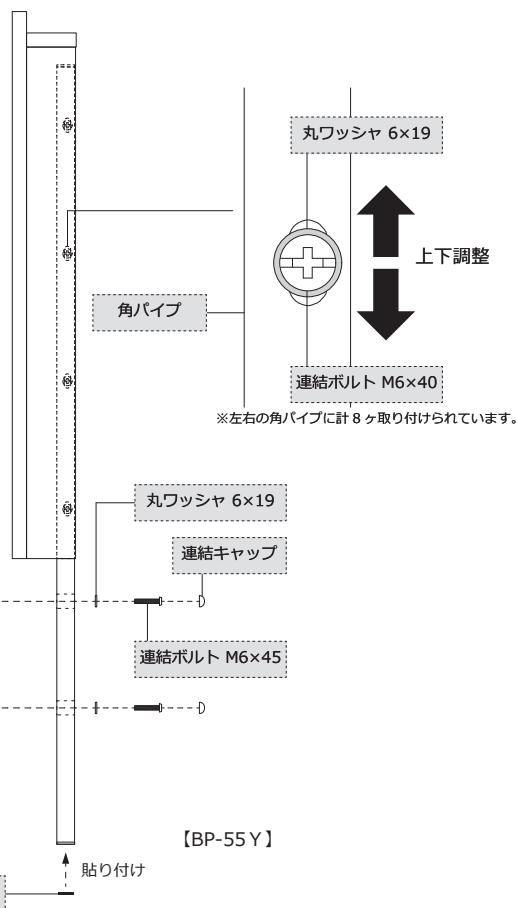 丸ワッシャ 6×19
上下調整
角パイプ
連結ボルト M6×40
※左右の角パイプに計８ヶ取り付けられています。
丸ワッシャ 6×19
連結キャップ
連結ボルト M6×45
【BP-55Ｙ】
貼り付け